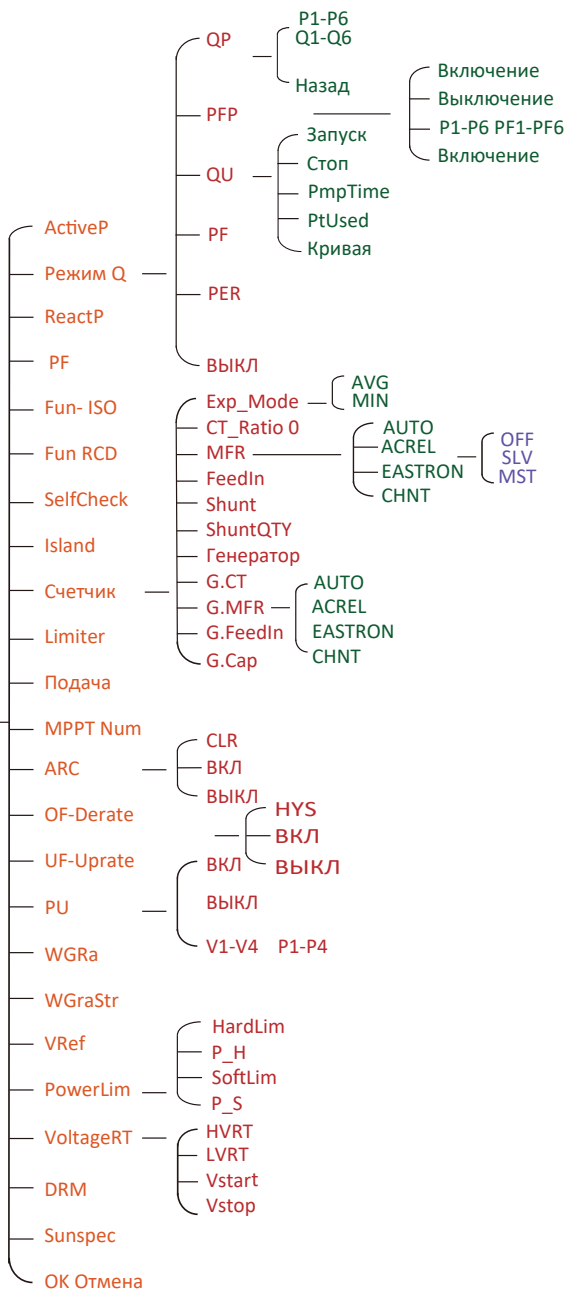 P1-P6
Q1-Q6
Назад
QP
PFP
QU
PF
PER
ВЫКЛ
Включение
Выключение
P1-P6 PF1-PF6
Включение
Запуск
Стоп
PmpTime
PtUsed
Кривая
ActiveP
Режим Q
ReactP
PF
Fun- ISO
Fun RCD
SelfCheck
Island
Счетчик
Limiter
Подача
MPPT Num
ARC
OF-Derate
UF-Uprate
PU
WGRa
WGraStr
VRef
PowerLim
VoltageRT
DRM
Sunspec
ОК Отмена
Exp_Mode
CT_Ratio 0
MFR
FeedIn
Shunt
ShuntQTY
Генератор
G.CT
G.MFR
G.FeedIn
G.Cap
AVG
MIN
AUTO
ACREL
EASTRON
CHNT
OFF
SLV
MST
AUTO
ACREL
EASTRON
CHNT
CLR
ВКЛ
ВЫКЛ
HYS
ВКЛ
ВЫКЛ
ВКЛ
ВЫКЛ
V1-V4 P1-P4
HardLim
P_H
SoftLim
P_S
HVRT
LVRT
Vstart
Vstop